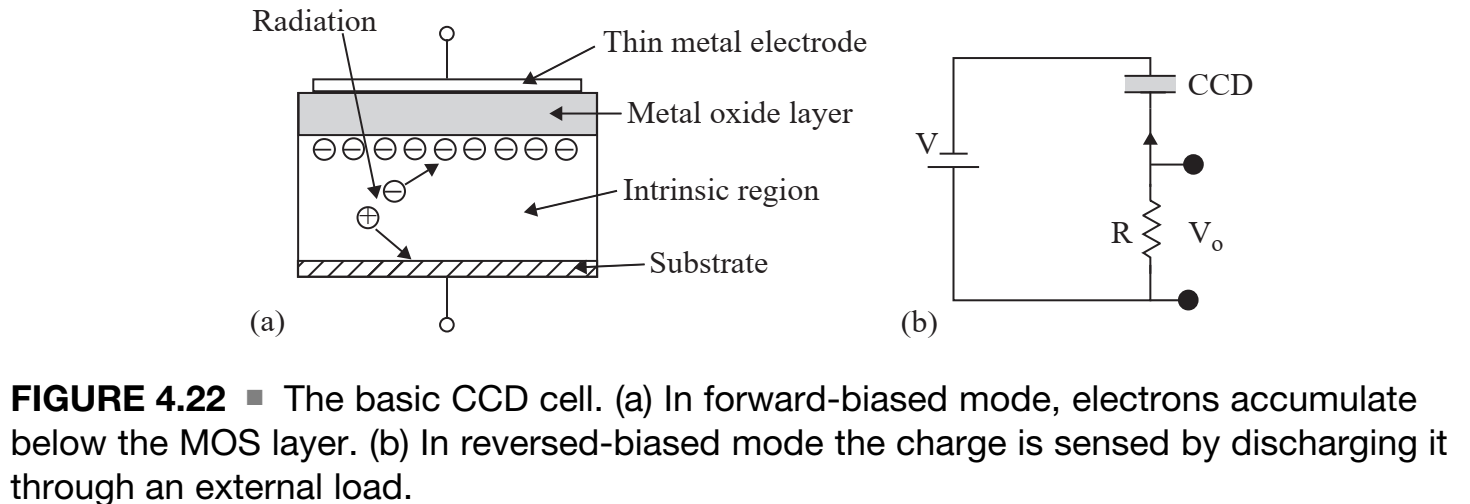 Radiation
Thin metal electrode
Metal oxide layer
Intrinsic region
Substrate
(a)
V
CCD
R
Vₒ
(b)
FIGURE 4.22 ■ The basic CCD cell. (a) In forward-biased mode, electrons accumulate
below the MOS layer. (b) In reversed-biased mode the charge is sensed by discharging it
through an external load.